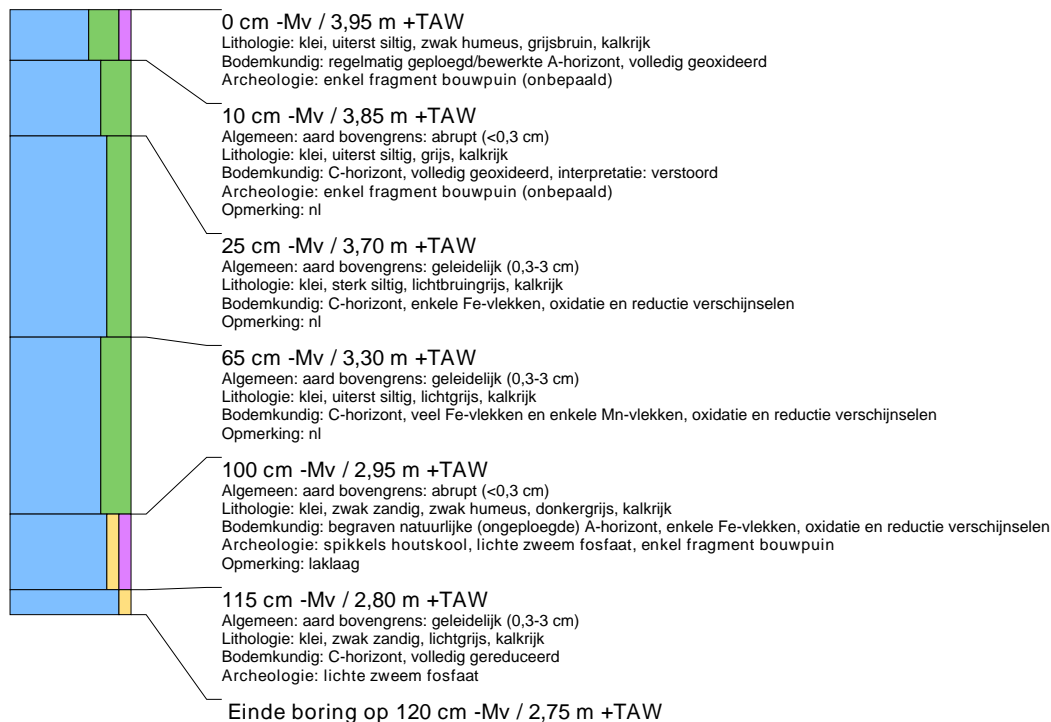 0 cm -Mv / 3,95 m +TAW
Lithologie: klei, uiterst siltig, zwak humeus, grijsbruin, kalkrijk
Bodemkundig: regelmatig geploegd/bewerkte A-horizont, volledig geoxideerd
Archeologie: enkel fragment bouwpuin (onbepaald)
10 cm -Mv / 3,85 m +TAW
Algemeen: aard bovengrens: abrupt (<0,3 cm)
Lithologie: klei, uiterst siltig, grijs, kalkrijk
Bodemkundig: C-horizont, volledig geoxideerd, interpretatie: verstoord
Archeologie: enkel fragment bouwpuin (onbepaald)
Opmerking: nl
25 cm -Mv / 3,70 m +TAW
Algemeen: aard bovengrens: geleidelijk (0,3-3 cm)
Lithologie: klei, sterk siltig, lichtbruingrijs, kalkrijk
Bodemkundig: C-horizont, enkele Fe-vlekken, oxidatie en reductie verschijnselen
Opmerking: nl
65 cm -Mv / 3,30 m +TAW
Algemeen: aard bovengrens: geleidelijk (0,3-3 cm)
Lithologie: klei, uiterst siltig, lichtgrijs, kalkrijk
Bodemkundig: C-horizont, veel Fe-vlekken en enkele Mn-vlekken, oxidatie en reductie verschijnselen
Opmerking: nl
100 cm -Mv / 2,95 m +TAW
Algemeen: aard bovengrens: abrupt (<0,3 cm)
Lithologie: klei, zwak zandig, zwak humeus, donkergrijs, kalkrijk
Bodemkundig: begraven natuurlijke (ongeploegde) A-horizont, enkele Fe-vlekken, oxidatie en reductie verschijnselen
Archeologie: spikkels houtskool, lichte zweem fosfaat, enkel fragment bouwpuin
Opmerking: laklaag
115 cm -Mv / 2,80 m +TAW
Algemeen: aard bovengrens: geleidelijk (0,3-3 cm)
Lithologie: klei, zwak zandig, lichtgrijs, kalkrijk
Bodemkundig: C-horizont, volledig gereduceerd
Archeologie: lichte zweem fosfaat
Einde boring op 120 cm -Mv / 2,75 m +TAW